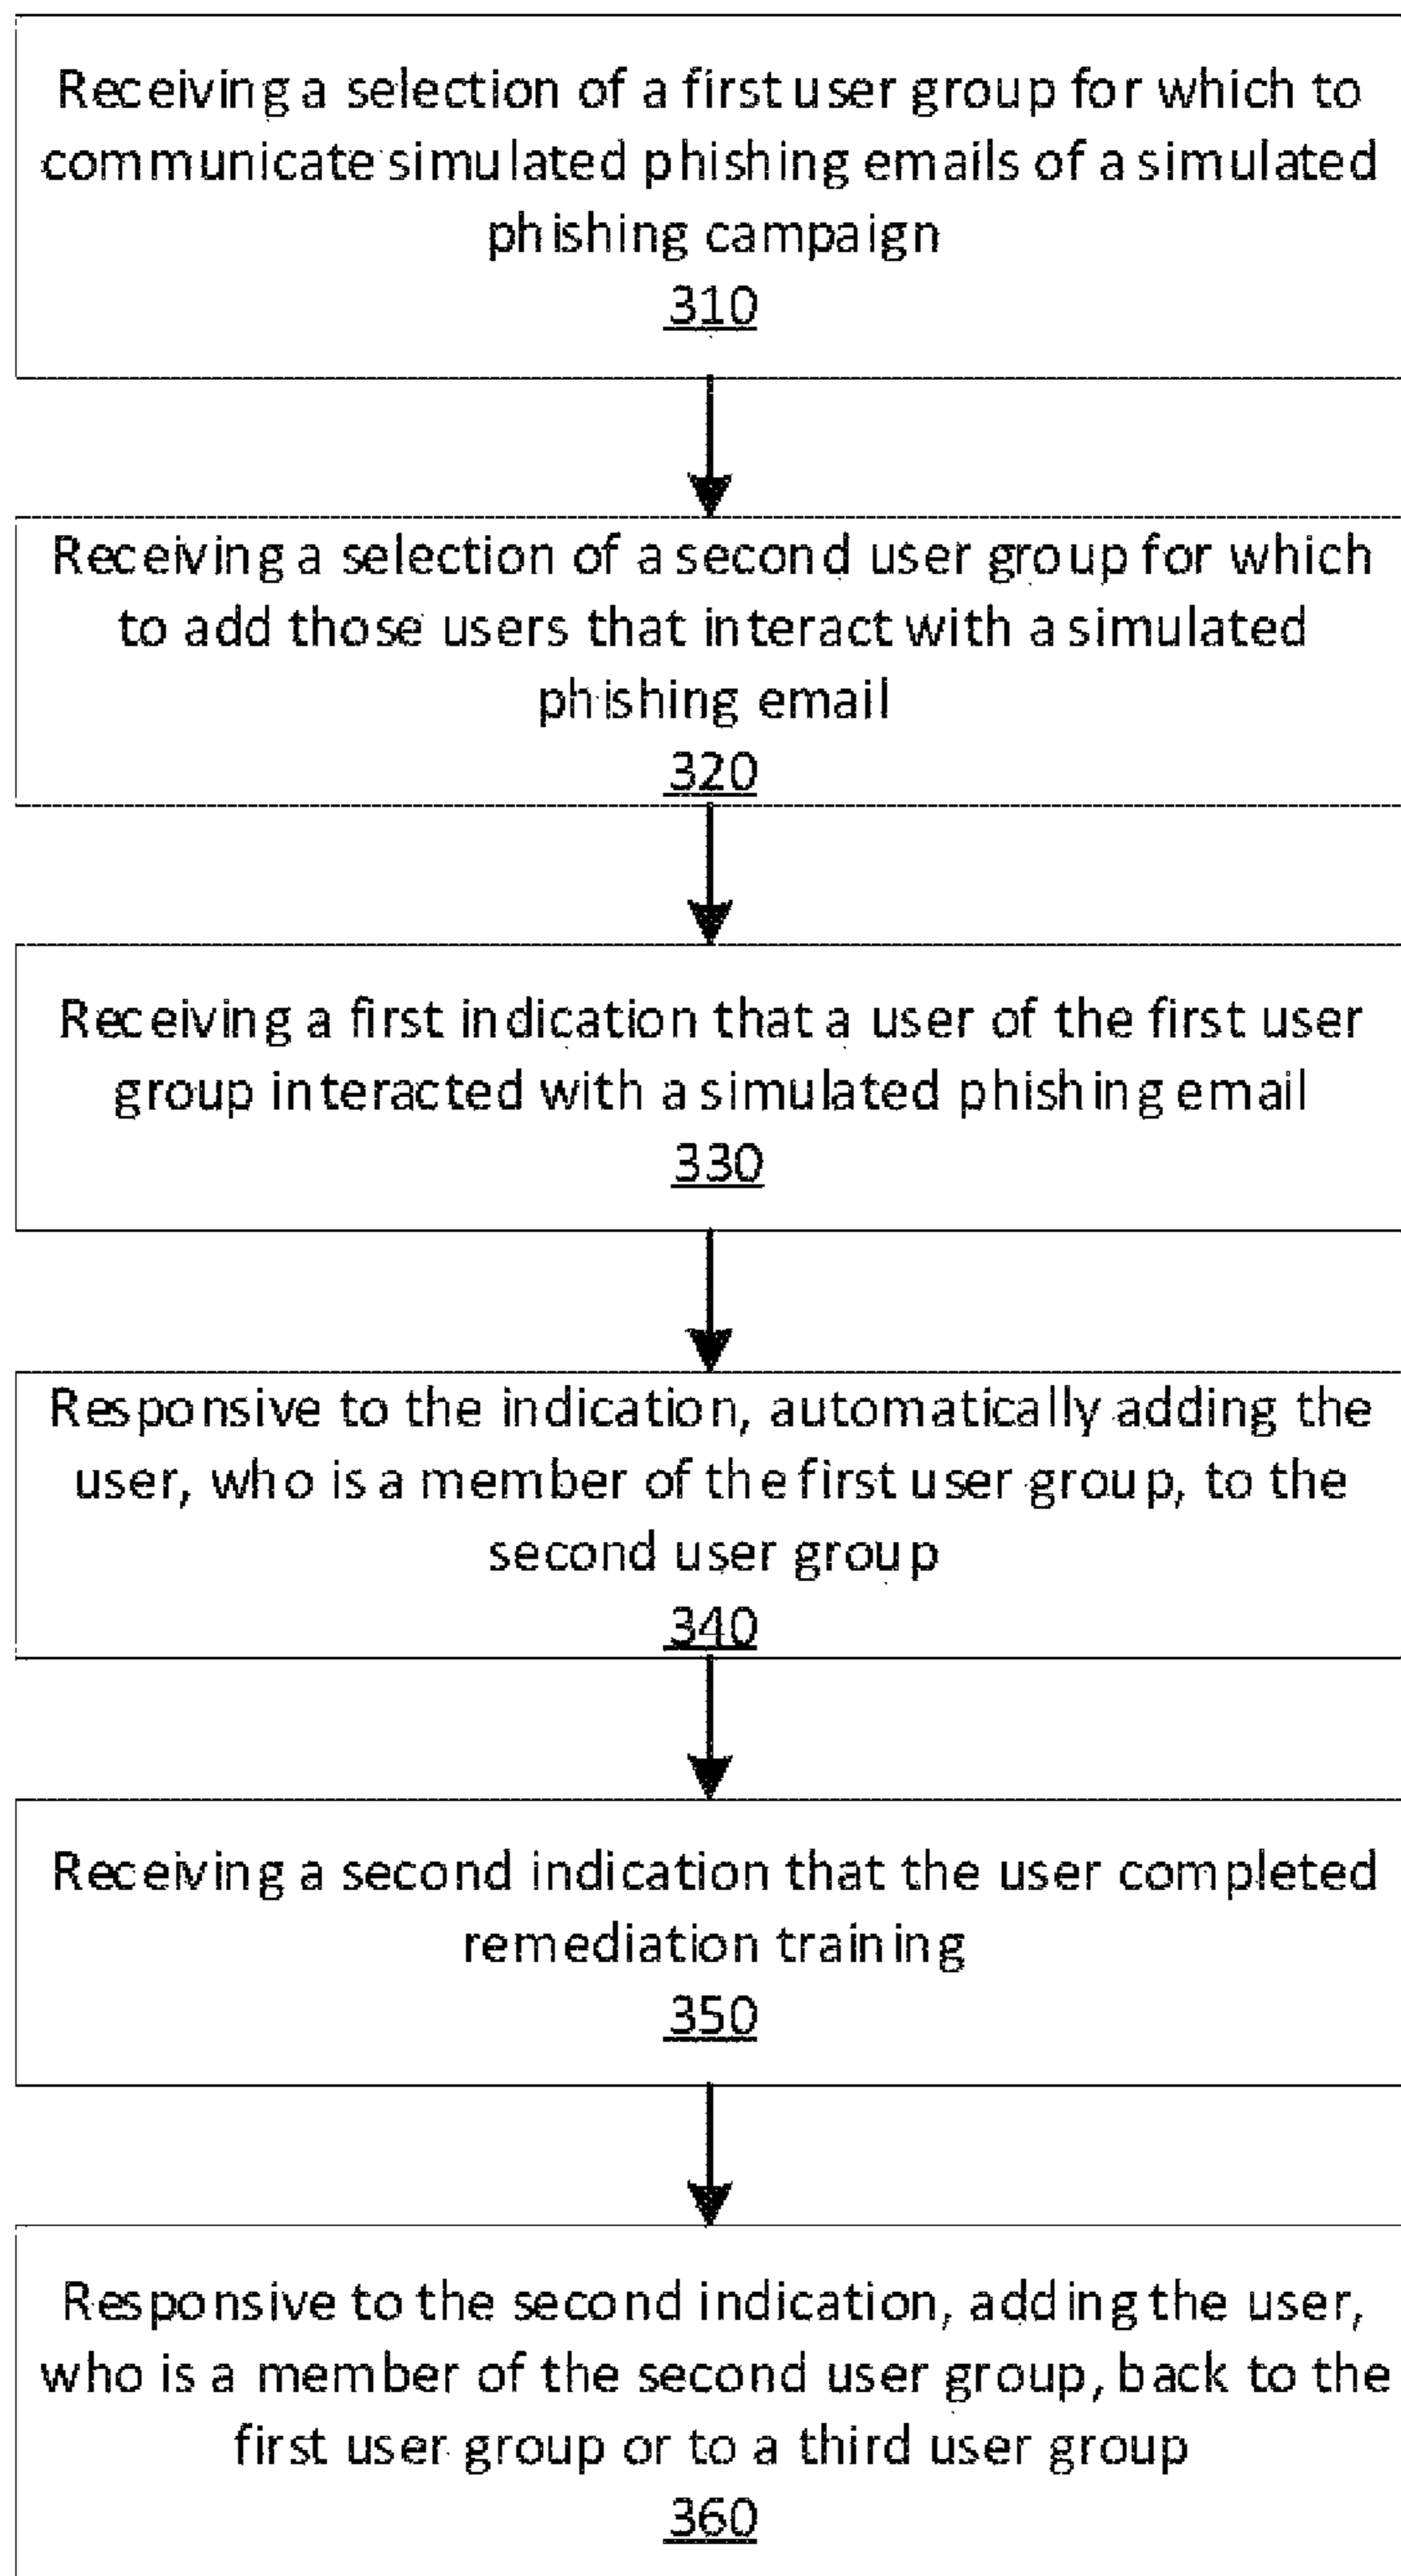 Receiving a selection of a first user group for which to
communicate simulated phishing emails of a simulated
phishing campaign
310
Receiving a selection of a second user group for which
to add those users that interact with a simulated
phishing email
320
Receiving a first indication that a user of the first user
group interacted with a simulated phishing email
330
Responsive to the indication, automatically adding the
user, who is a member of the first user group, to the
second user group
340
Receiving a second indication that the user completed
remediation training
350
Responsive to the second indication, adding the user,
who is a member of the second user group, back to the
first user group or to a third user group
360